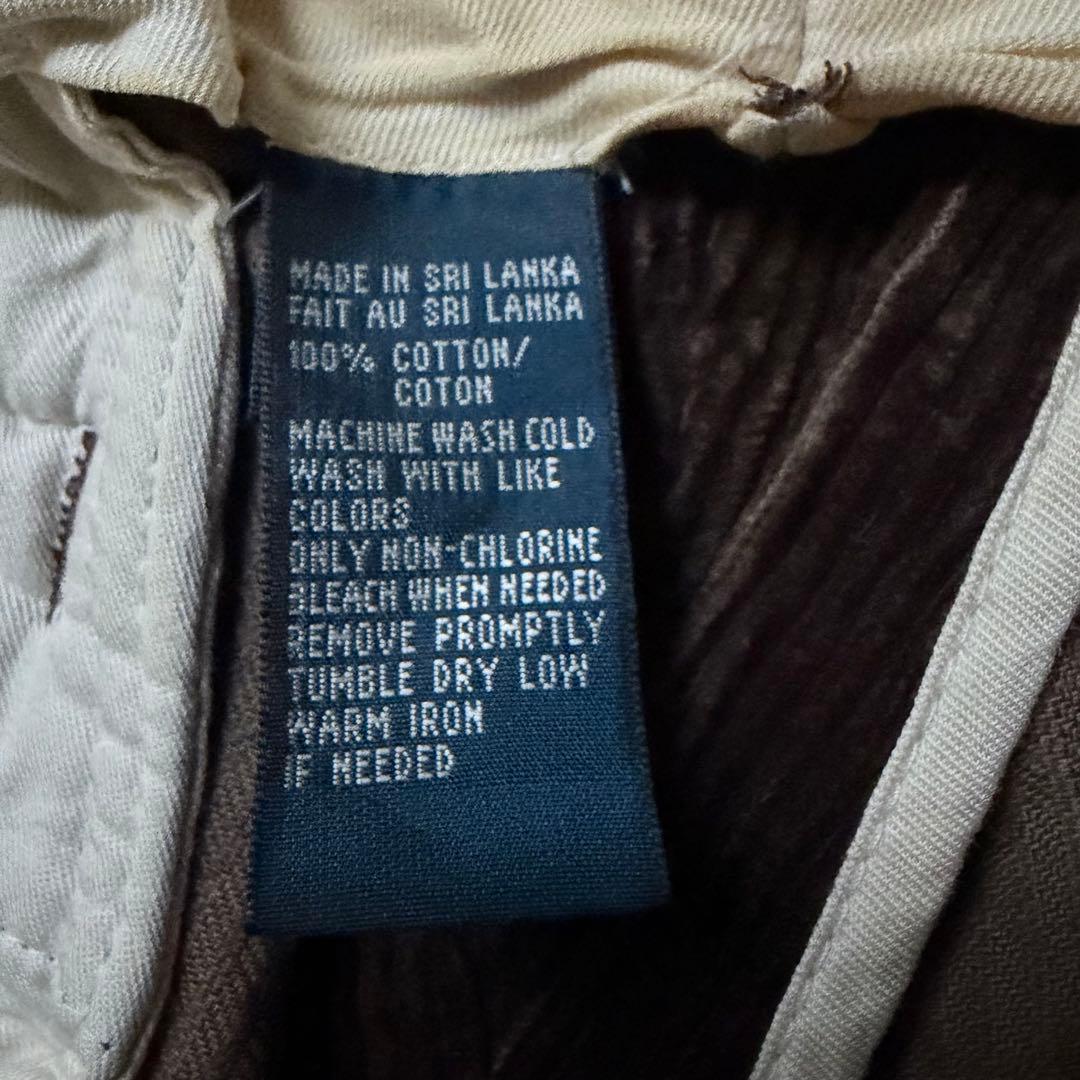 MADE IN SRI LANKA
FAIT AU SRI LANKA
100% COTTON/
COTON
MACHINE WASH COLD
WASH WITH LIKE
COLORS
ONLY NON-CHLORINE
BLEACH WHEN NEEDED
REMOVE PROMPTLY
TUMBLE DRY LOW
WARM IRON
IF NEEDED